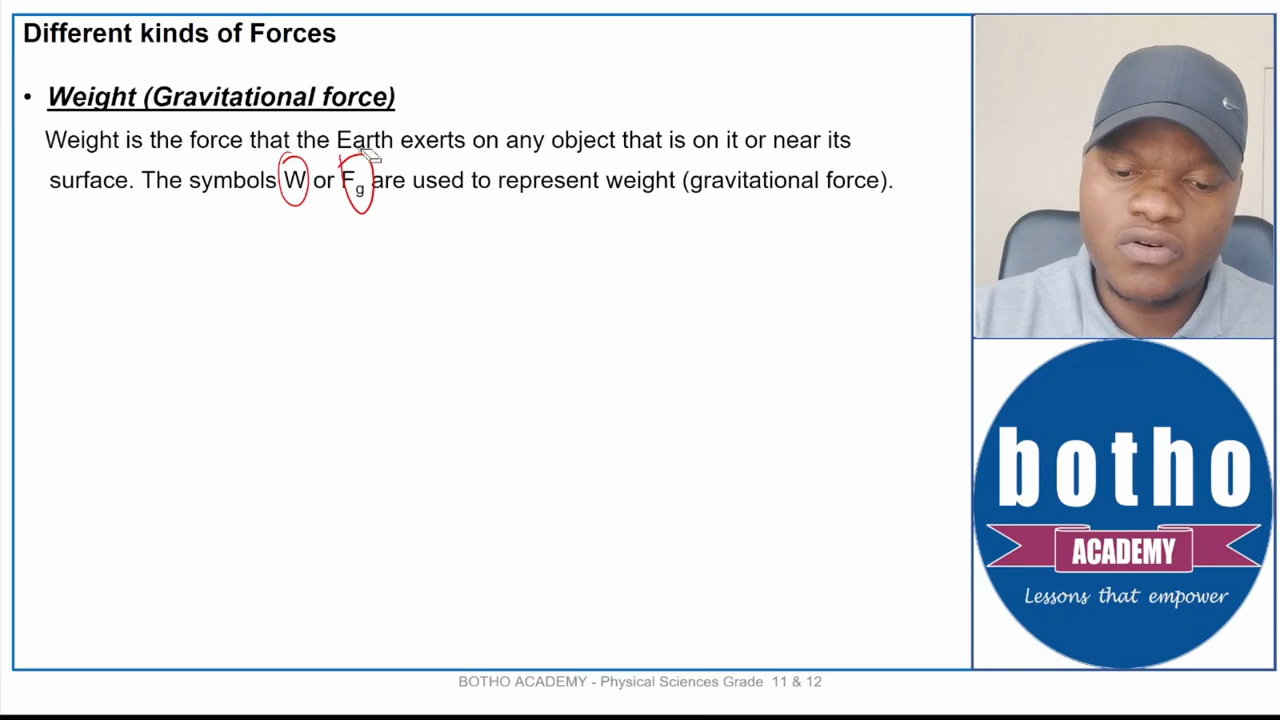 Different kinds of Forces
• Weight (Gravitational force)
Weight is the force that the Earth exerts on any object that is on it or near its
surface. The symbols W or Fg are used to represent weight (gravitational force).
botho
ACADEMY
Lessons that empower
BOTHO ACADEMY - Physical Sciences Grade 11 & 12